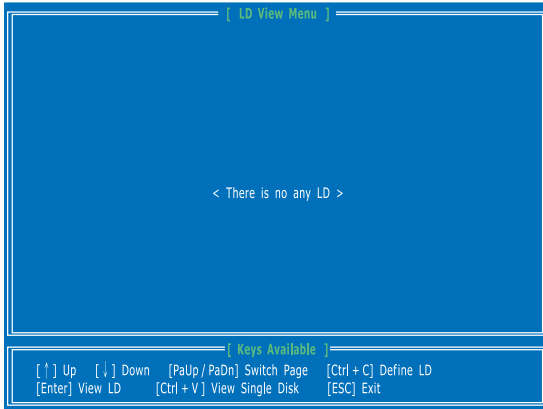 [ LD View Menu ]
< There is no any LD >
[ Keys Available ]
[↑] Up [↓] Down [PaUp/PaDn] Switch Page [Ctrl+C] Define LD
[Enter] View LD [Ctrl+V] View Single Disk [ESC] Exit